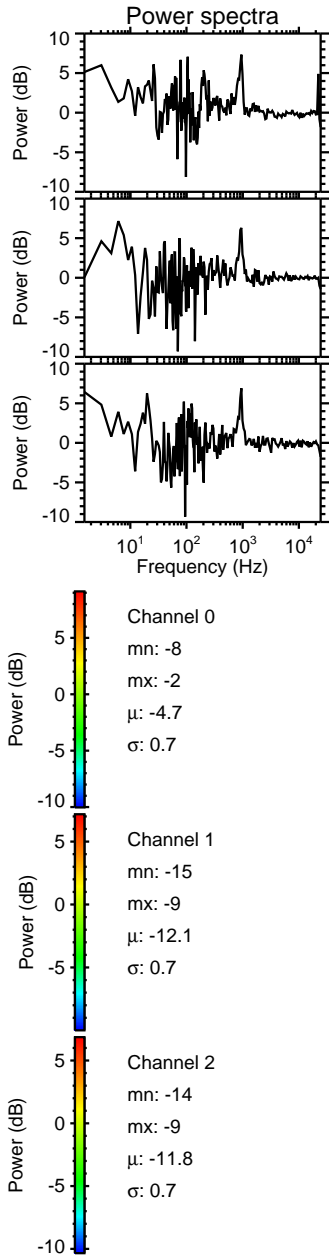 Power spectra
10
5
0
-5
-10
Power (dB)
10
5
0
-5
-10
Power (dB)
10
5
0
-5
-10
Power (dB)
10¹ 10² 10³ 10⁴
Frequency (Hz)
5
0
-5
-10
Power (dB)
Channel 0
mn: -8
mx: -2
μ: -4.7
σ: 0.7
5
0
-5
Power (dB)
Channel 1
mn: -15
mx: -9
μ: -12.1
σ: 0.7
5
0
-5
-10
Power (dB)
Channel 2
mn: -14
mx: -9
μ: -11.8
σ: 0.7